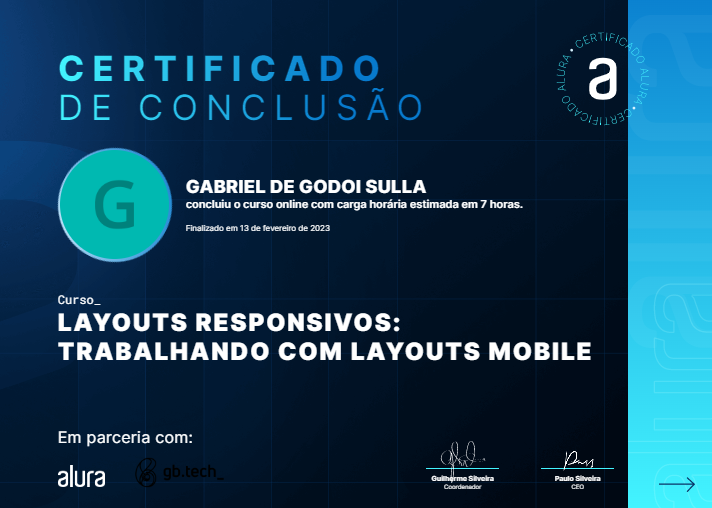 CERTIFICADO
DE CONCLUSÃO
CERTIFICADO ALURA • CERTIFICADO ALURA •
a
G
GABRIEL DE GODOI SULLA
concluiu o curso online com carga horária estimada em 7 horas.
Finalizado em 13 de fevereiro de 2023
Curso_
LAYOUTS RESPONSIVOS:
TRABALHANDO COM LAYOUTS MOBILE
Em parceria com:
alura
gb.tech_
Guilherme Silveira
Coordenador
Paulo Silveira
CEO
alura